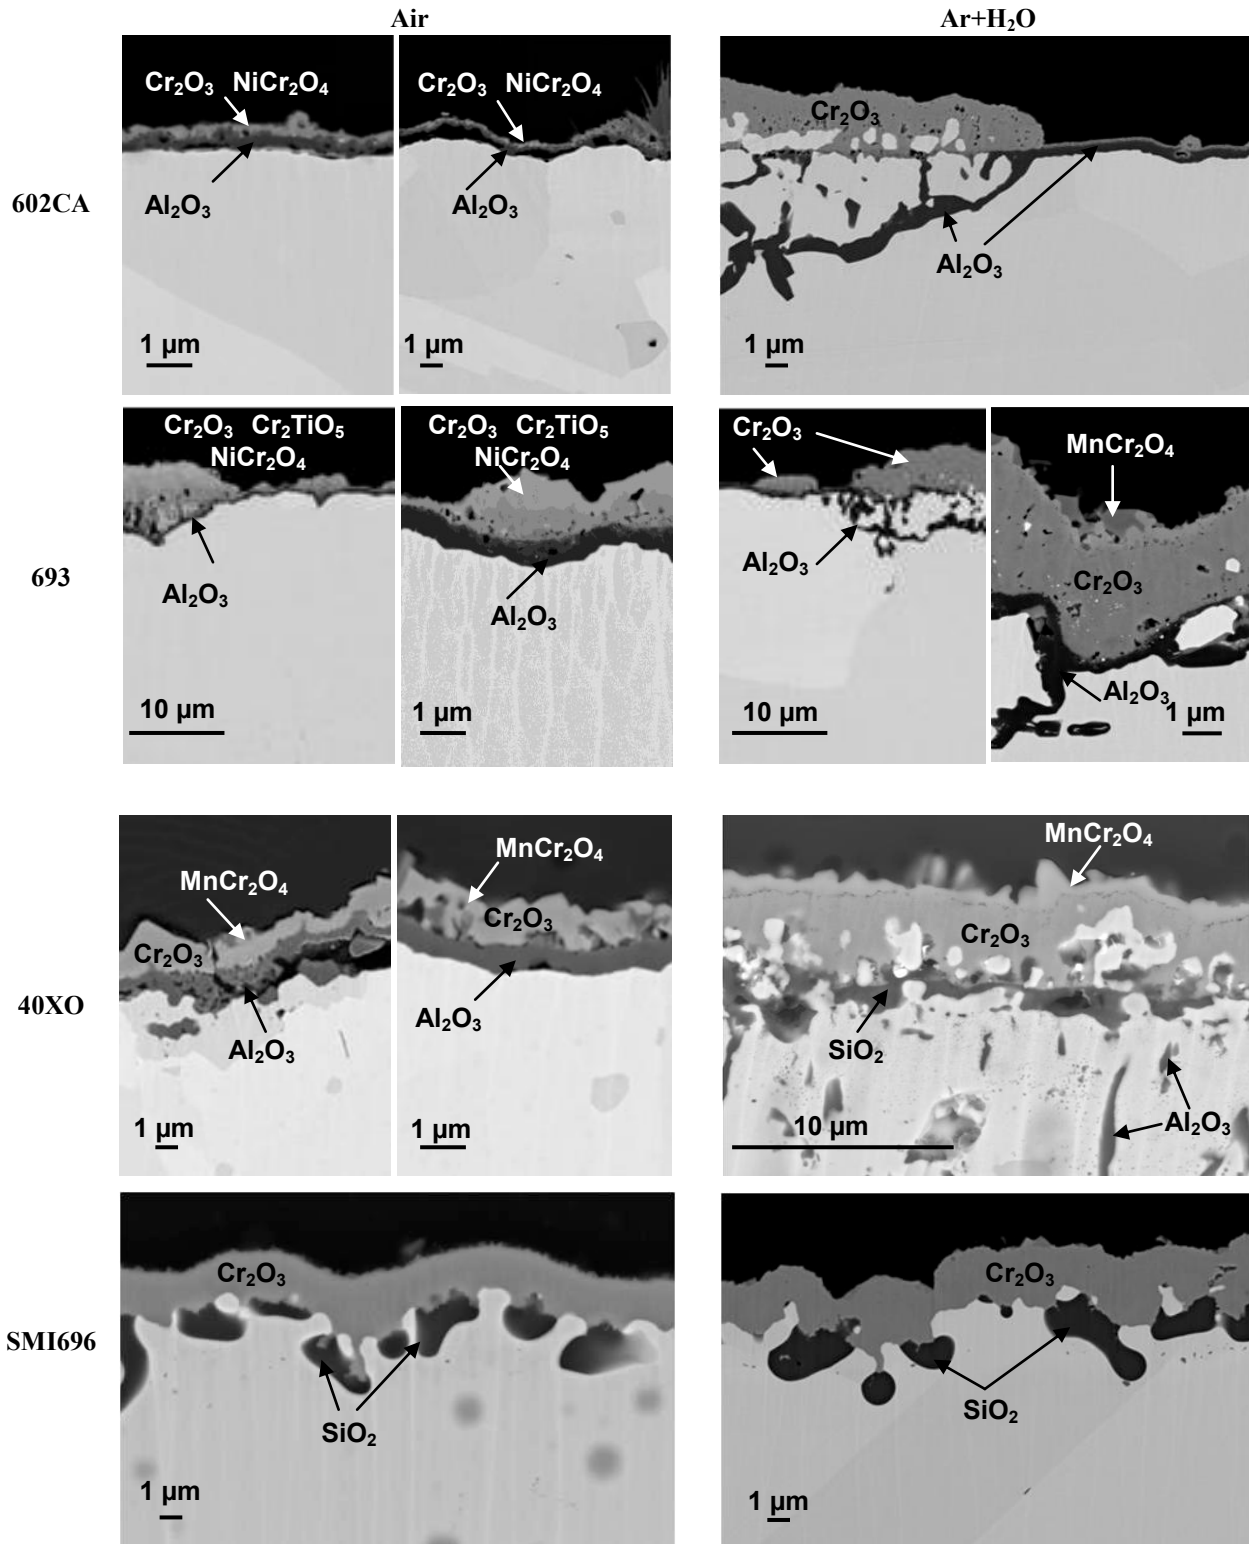 Air
Ar+H₂O
602CA
Cr₂O₃ NiCr₂O₄
Al₂O₃
1 µm
Cr₂O₃ NiCr₂O₄
Al₂O₃
1 µm
Cr₂O₃
Al₂O₃
1 µm
693
Cr₂O₃ Cr₂TiO₅
NiCr₂O₄
Al₂O₃
10 µm
Cr₂O₃ Cr₂TiO₅
NiCr₂O₄
Al₂O₃
1 µm
Cr₂O₃
Al₂O₃
10 µm
MnCr₂O₄
Cr₂O₃
Al₂O₃
1 µm
40XO
MnCr₂O₄
Cr₂O₃
Al₂O₃
1 µm
MnCr₂O₄
Cr₂O₃
Al₂O₃
1 µm
MnCr₂O₄
Cr₂O₃
SiO₂
Al₂O₃
10 µm
SMI696
Cr₂O₃
SiO₂
1 µm
Cr₂O₃
SiO₂
1 µm